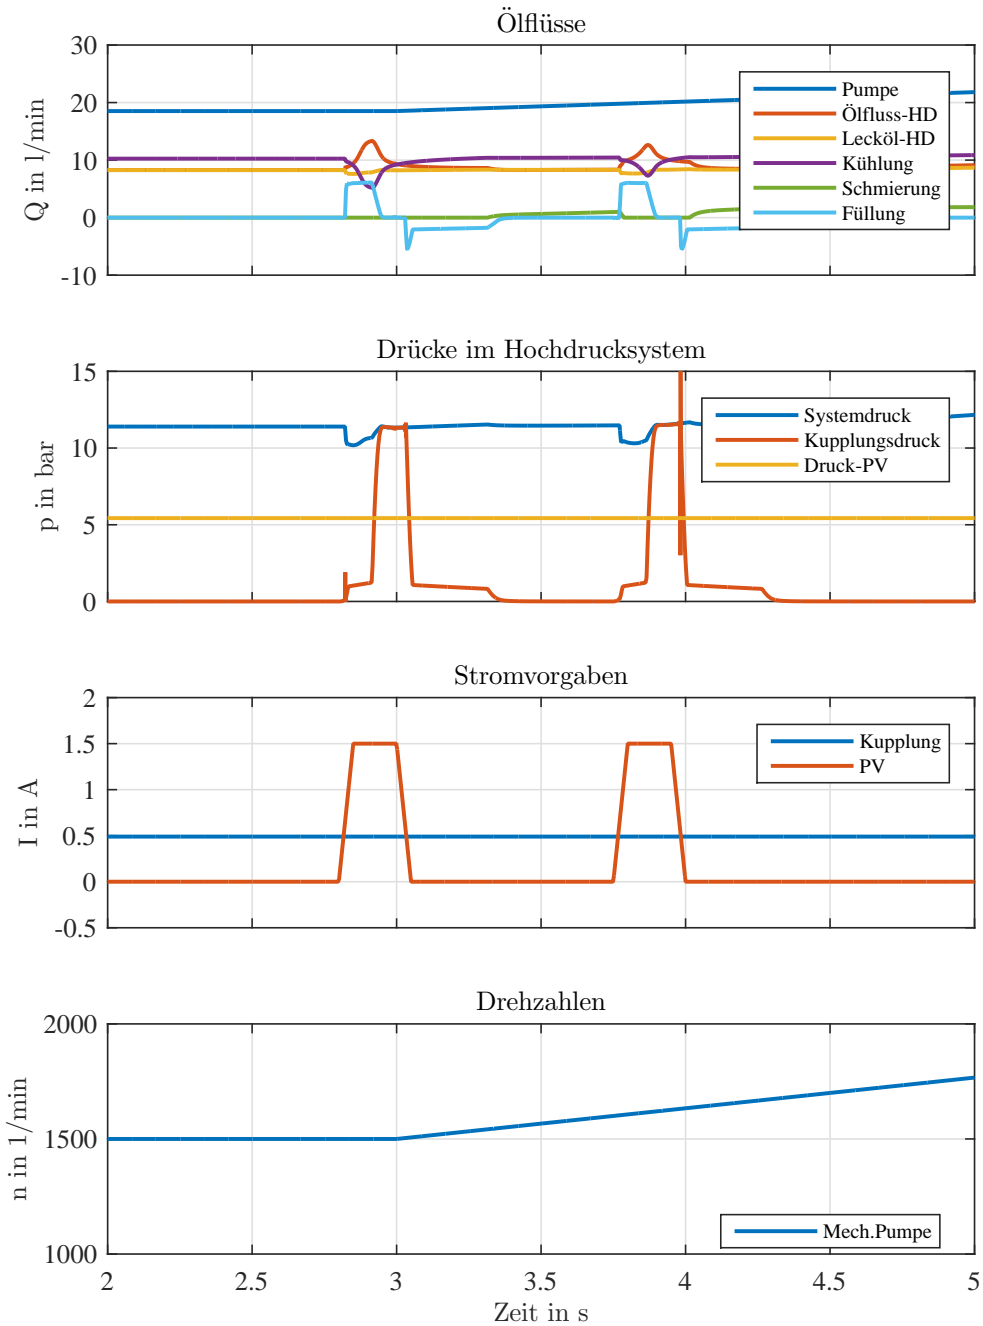 Ölflüsse
30
20
10
0
-10
Q in l/min
Pumpe
Ölfluss-HD
Lecköl-HD
Kühlung
Schmierung
Füllung
Drücke im Hochdrucksystem
15
10
5
0
p in bar
Systemdruck
Kupplungsdruck
Druck-PV
Stromvorgaben
2
1.5
1
0.5
0
-0.5
I in A
Kupplung
PV
Drehzahlen
2000
1500
1000
n in 1/min
Mech.Pumpe
2 2.5 3 3.5 4 4.5 5
Zeit in s